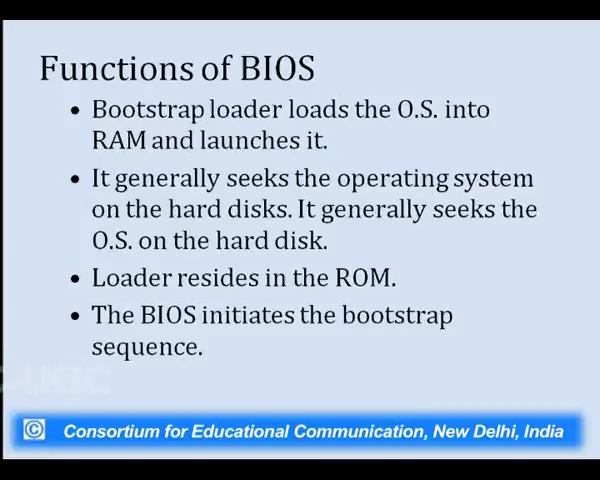 Functions of BIOS
• Bootstrap loader loads the O.S. into
RAM and launches it.
• It generally seeks the operating system
on the hard disks. It generally seeks the
O.S. on the hard disk.
• Loader resides in the ROM.
• The BIOS initiates the bootstrap
sequence.
© Consortium for Educational Communication, New Delhi, India